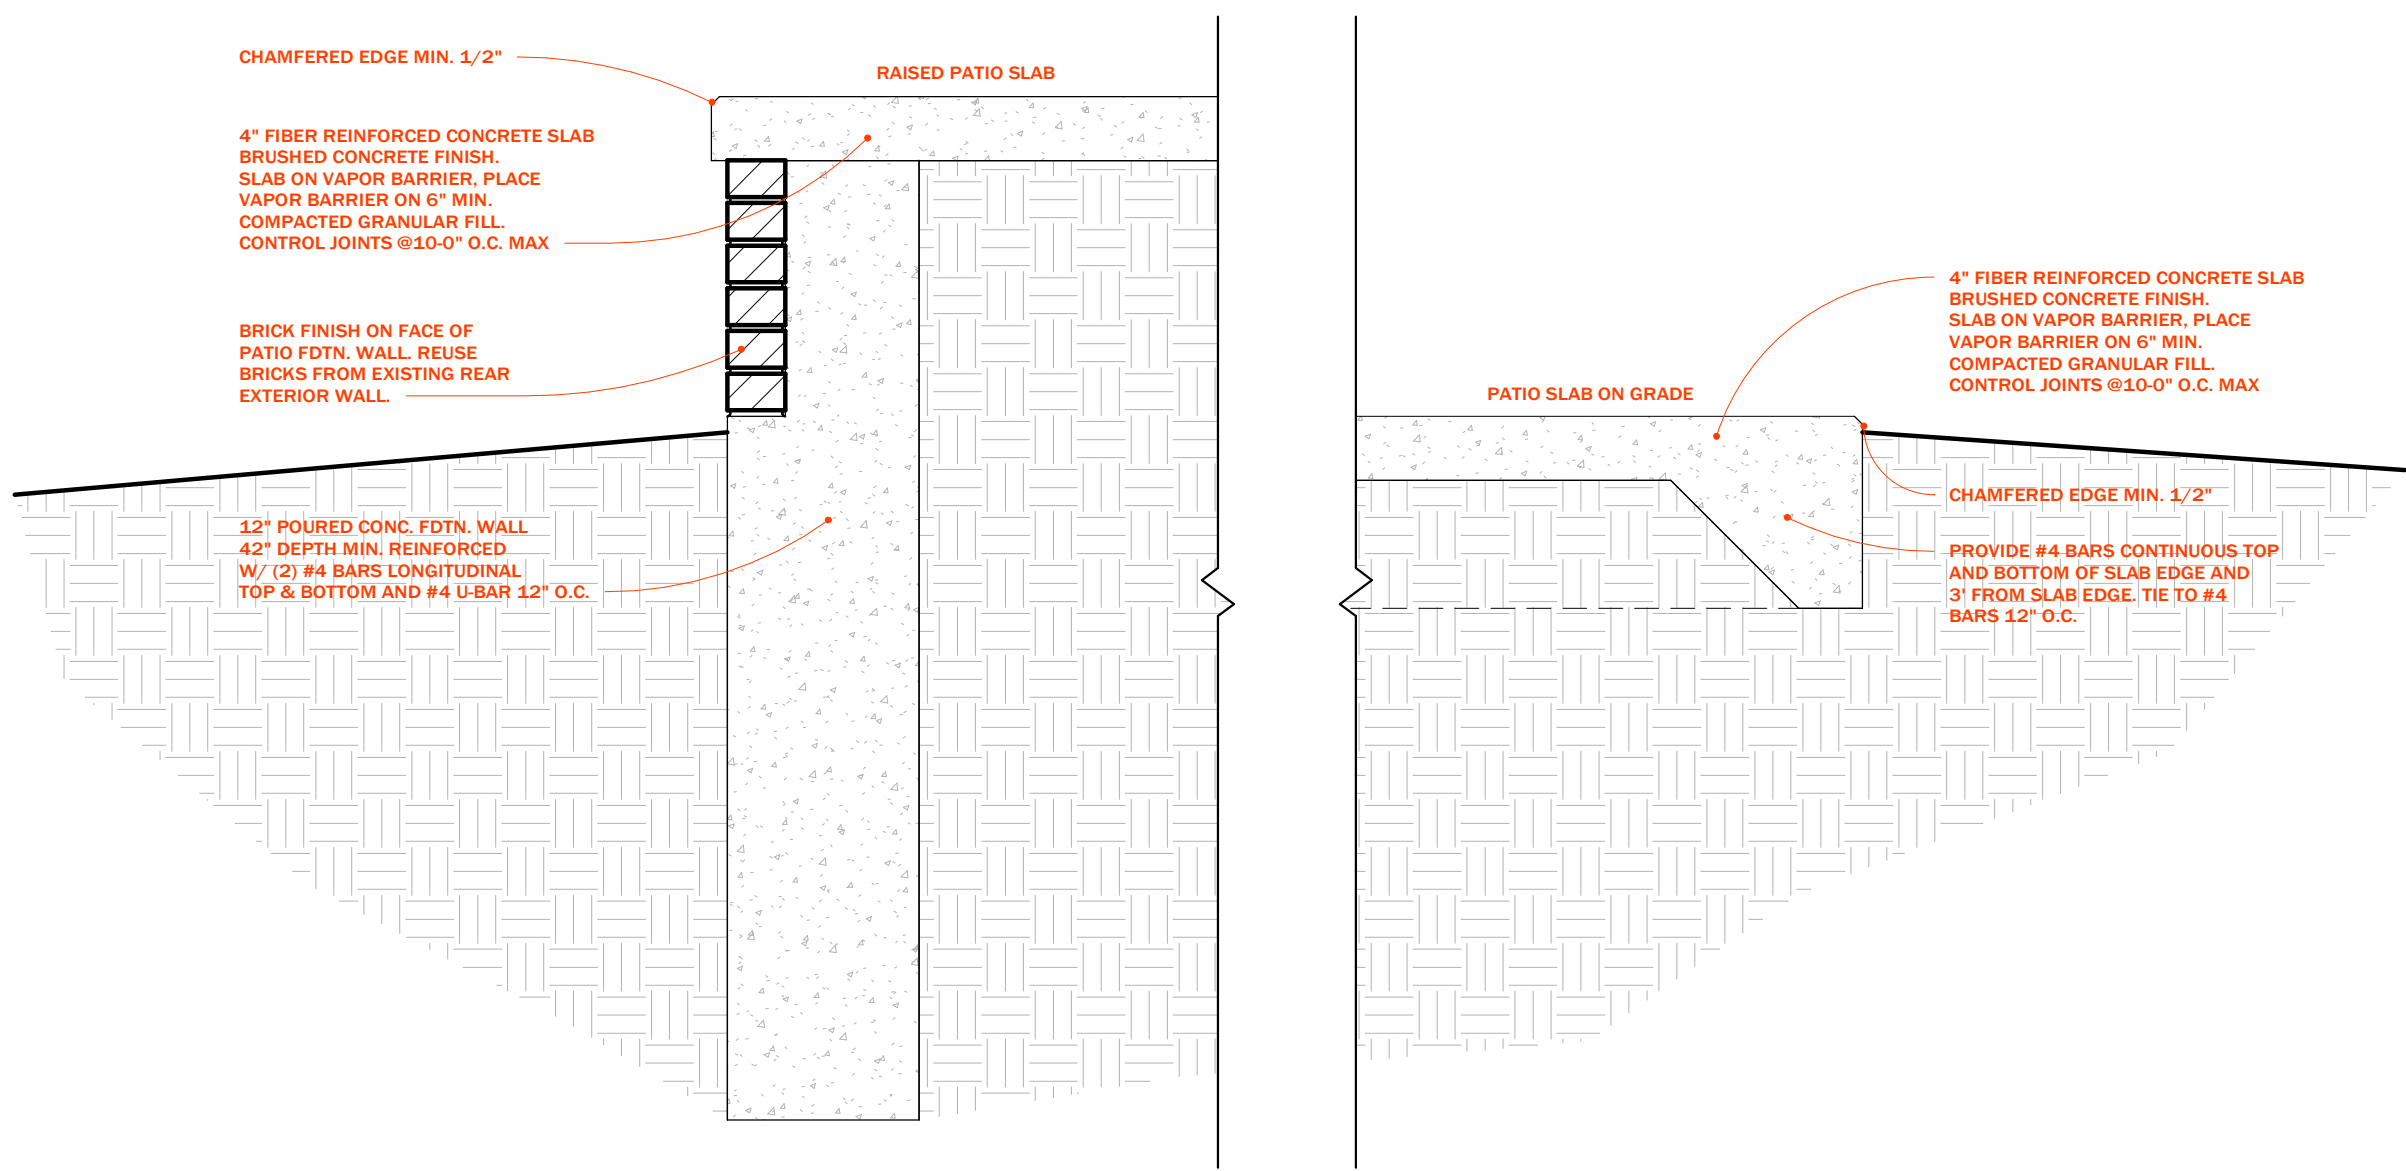 CHAMFERED EDGE MIN. 1/2"
RAISED PATIO SLAB
4" FIBER REINFORCED CONCRETE SLAB
BRUSHED CONCRETE FINISH.
SLAB ON VAPOR BARRIER, PLACE
VAPOR BARRIER ON 6" MIN.
COMPACTED GRANULAR FILL.
CONTROL JOINTS @10-0" O.C. MAX
BRICK FINISH ON FACE OF
PATIO FDTN. WALL. REUSE
BRICKS FROM EXISTING REAR
EXTERIOR WALL.
12" POURED CONC. FDTN. WALL
42" DEPTH MIN. REINFORCED
W/ (2) #4 BARS LONGITUDINAL
TOP & BOTTOM AND #4 U-BAR 12" O.C.
4" FIBER REINFORCED CONCRETE SLAB
BRUSHED CONCRETE FINISH.
SLAB ON VAPOR BARRIER, PLACE
VAPOR BARRIER ON 6" MIN.
COMPACTED GRANULAR FILL.
CONTROL JOINTS @10-0" O.C. MAX
PATIO SLAB ON GRADE
CHAMFERED EDGE MIN. 1/2"
PROVIDE #4 BARS CONTINUOUS TOP
AND BOTTOM OF SLAB EDGE AND
3' FROM SLAB EDGE. TIE TO #4
BARS 12" O.C.